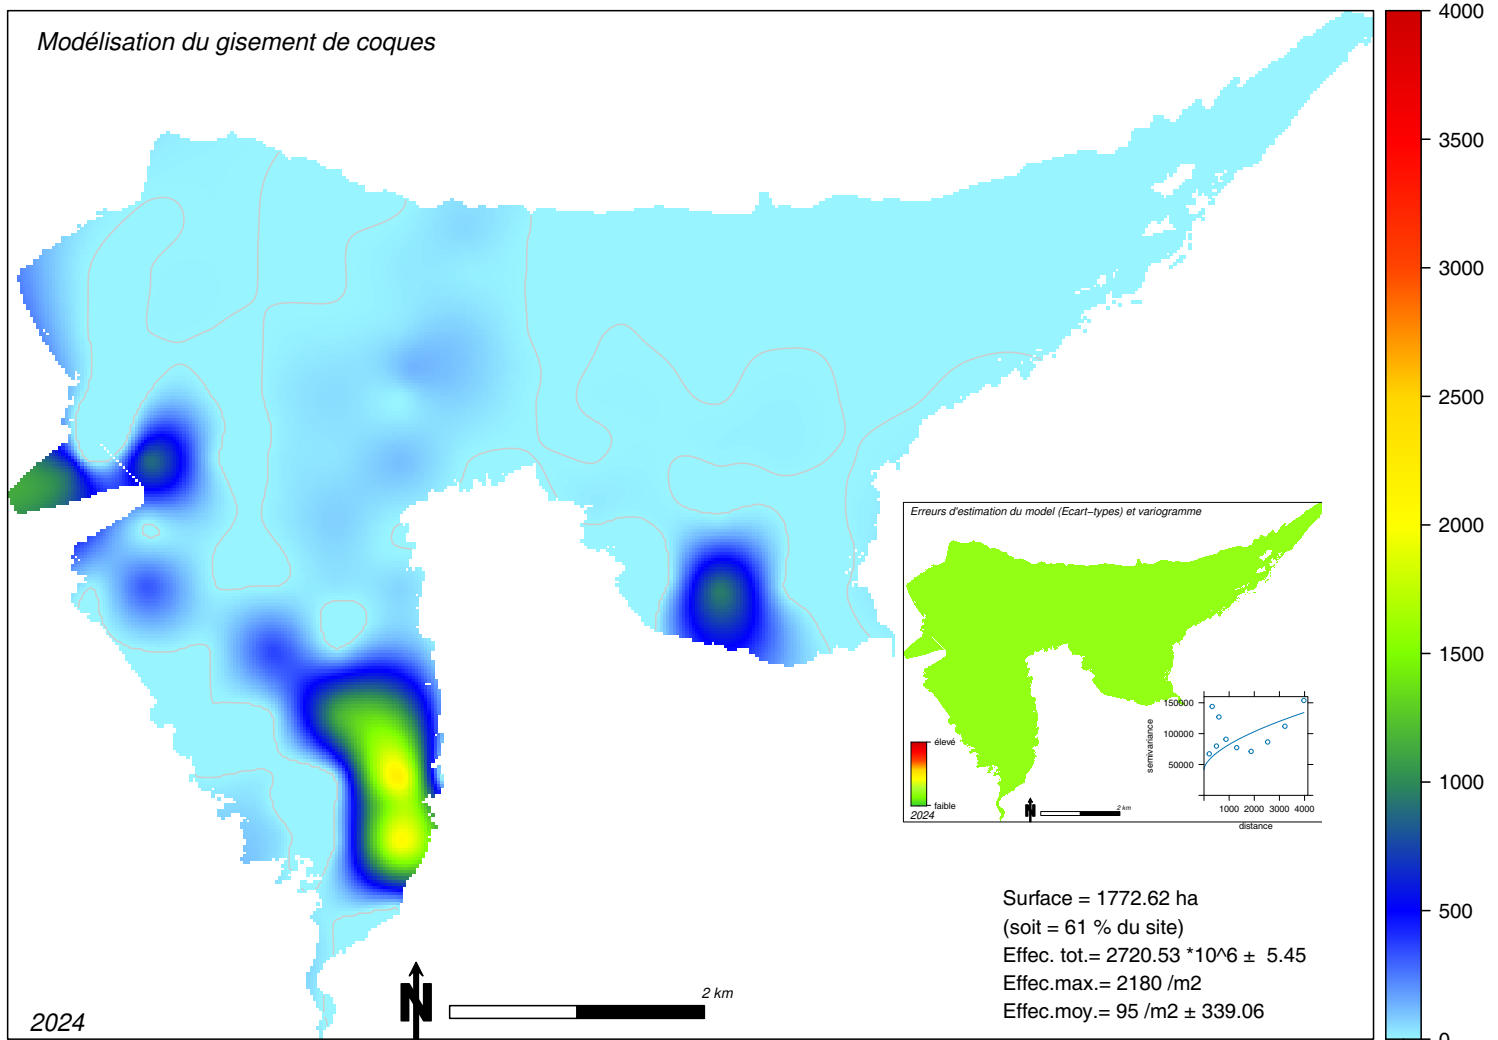 Modélisation du gisement de coques
4000
3500
3000
2500
2000
1500
1000
500
0
Erreurs d'estimation du model (Ecart−types) et variogramme
150000
100000
50000
semivariance
1000 2000 3000 4000
distance
élevé
faible
2024
N
2 km
Surface = 1772.62 ha
(soit = 61 % du site)
Effec. tot.= 2720.53 *10^6 ± 5.45
Effec.max.= 2180 /m2
Effec.moy.= 95 /m2 ± 339.06
N
2 km
2024